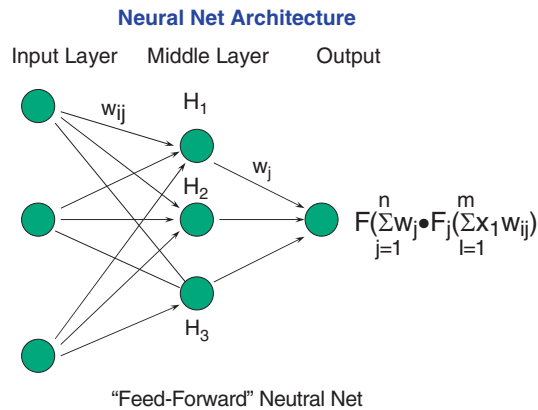 Neural Net Architecture
Input Layer Middle Layer Output
wij
H1
wj
H2
n m
F(Σwj•Fj(Σx1wij)
j=1 l=1
H3
“Feed-Forward” Neutral Net